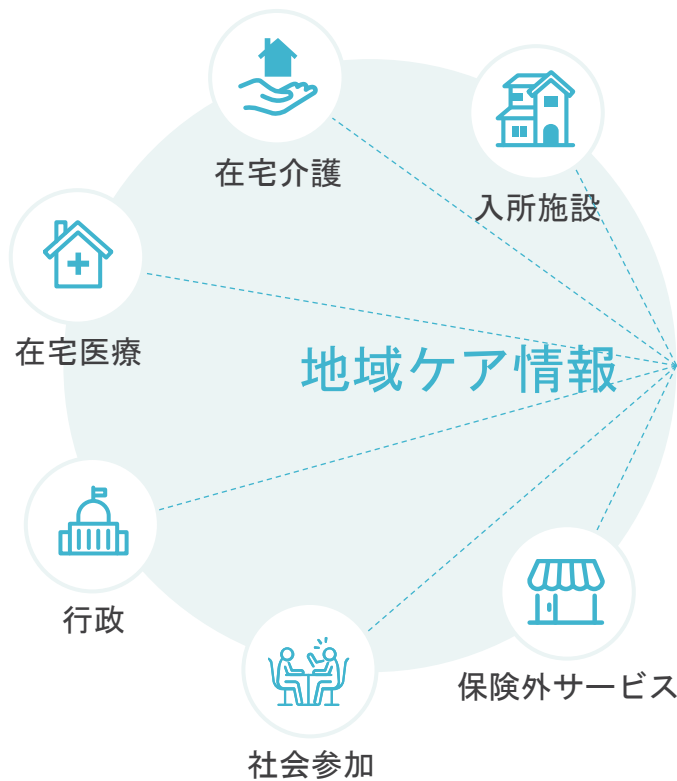 在宅介護
入所施設
在宅医療
地域ケア情報
行政
保険外サービス
社会参加